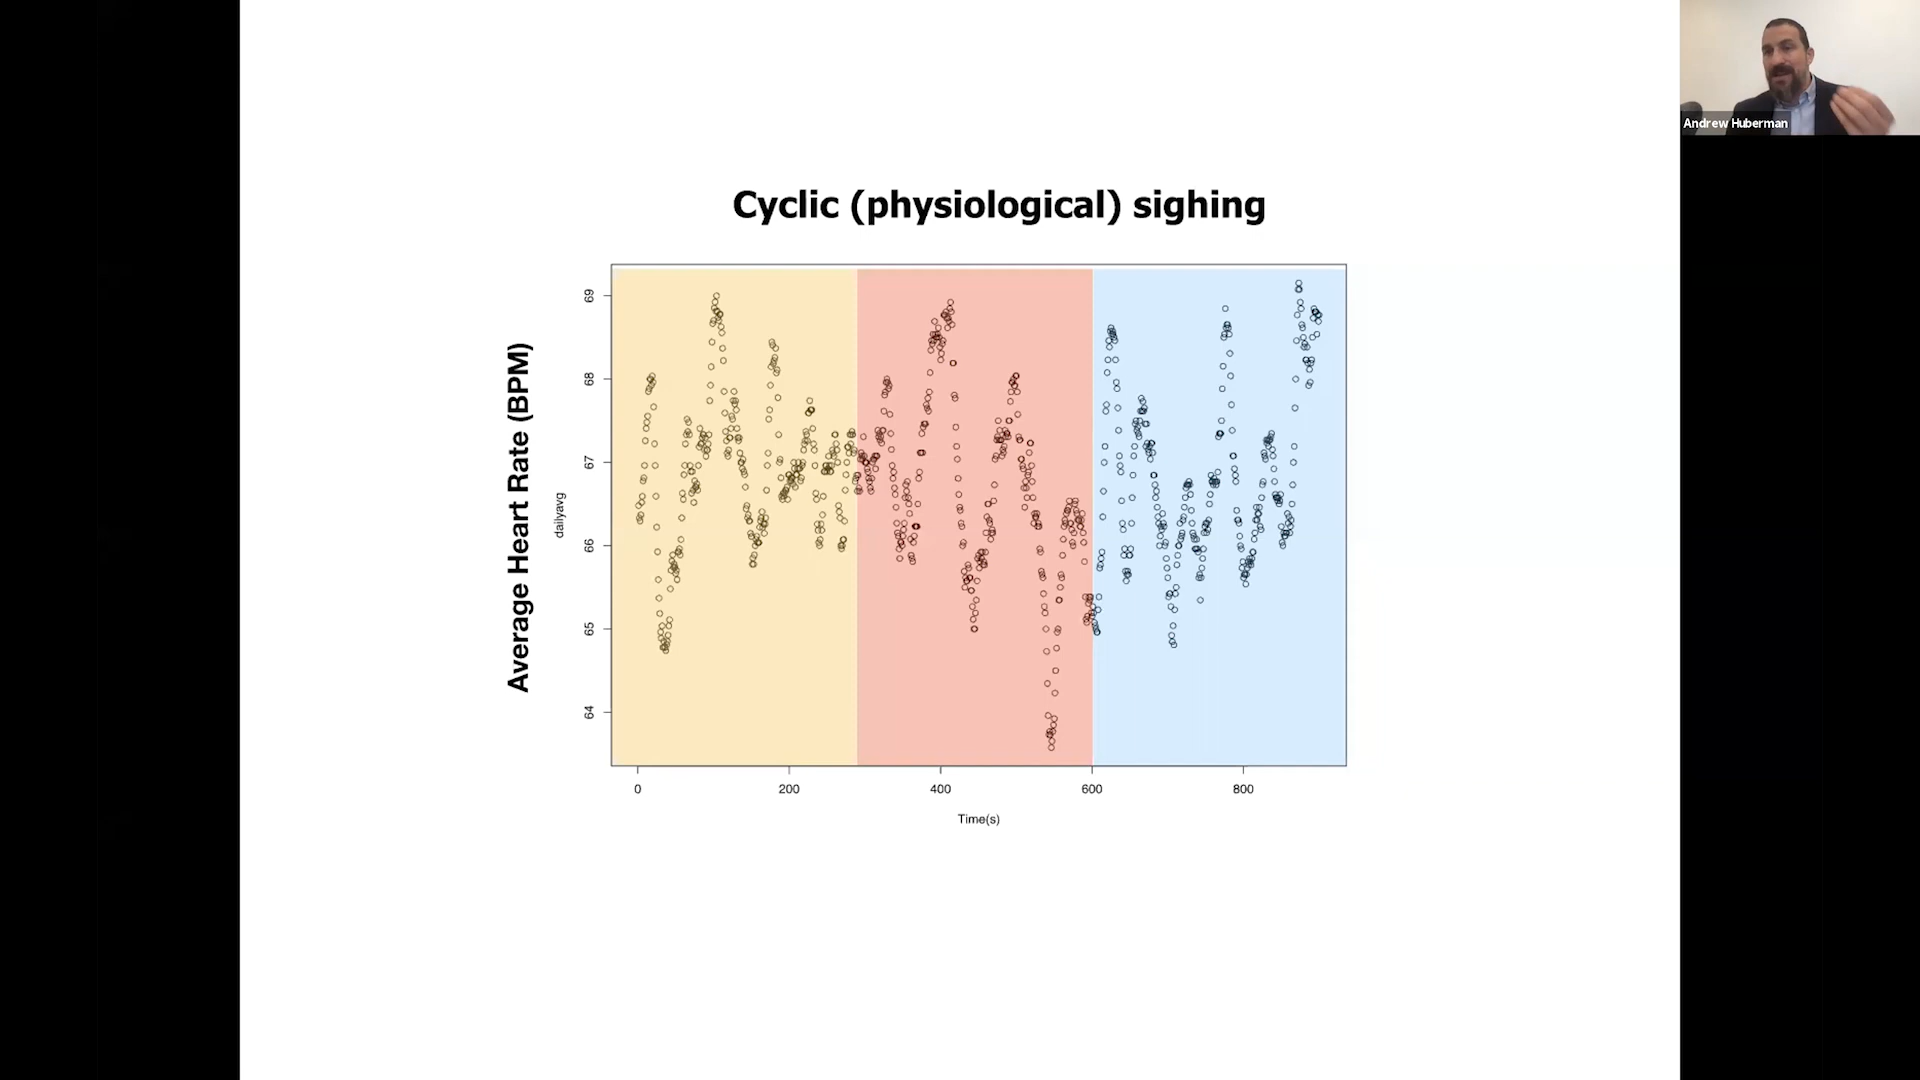 Andrew Huberman
Cyclic (physiological) sighing
Average Heart Rate (BPM)
dailyavg
69
68
67
66
65
64
0 200 400 600 800
Time(s)